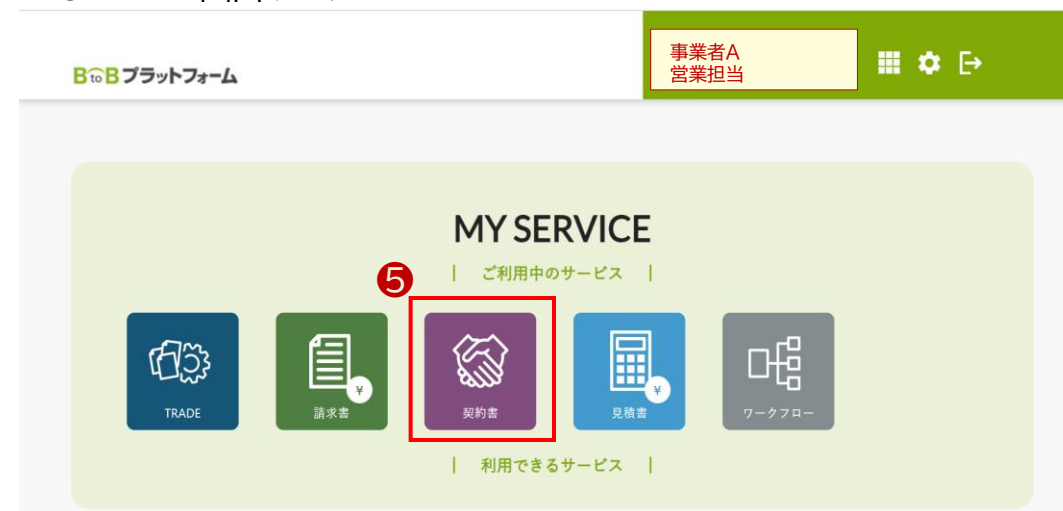 BtoBプラットフォーム
事業者A
営業担当
MY SERVICE
| ご利用中のサービス |
❺
TRADE
請求書
契約書
見積書
ワークフロー
| 利用できるサービス |